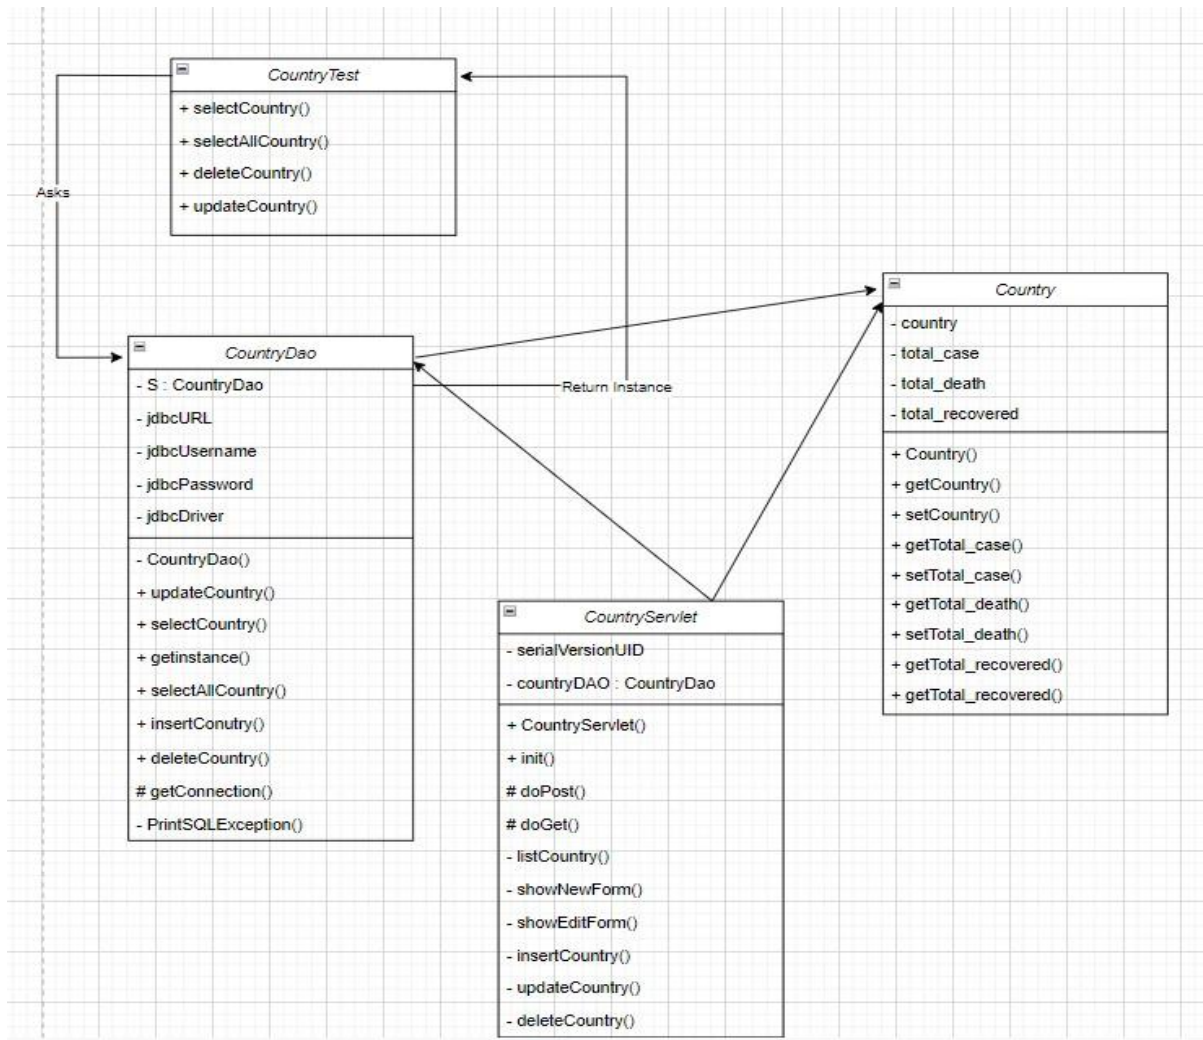 CountryTest
+ selectCountry()
+ selectAllCountry()
+ deleteCountry()
+ updateCountry()
Asks
CountryDao
- S : CountryDao
- jdbcURL
- jdbcUsername
- jdbcPassword
- jdbcDriver
- CountryDao()
+ updateCountry()
+ selectCountry()
+ getinstance()
+ selectAllCountry()
+ insertConutry()
+ deleteCountry()
# getConnection()
- PrintSQLException()
Return Instance
Country
- country
- total_case
- total_death
- total_recovered
+ Country()
+ getCountry()
+ setCountry()
+ getTotal_case()
+ setTotal_case()
+ getTotal_death()
+ setTotal_death()
+ getTotal_recovered()
+ getTotal_recovered()
CountryServlet
- serialVersionUID
- countryDAO : CountryDao
+ CountryServlet()
+ init()
# doPost()
# doGet()
- listCountry()
- showNewForm()
- showEditForm()
- insertCountry()
- updateCountry()
- deleteCountry()